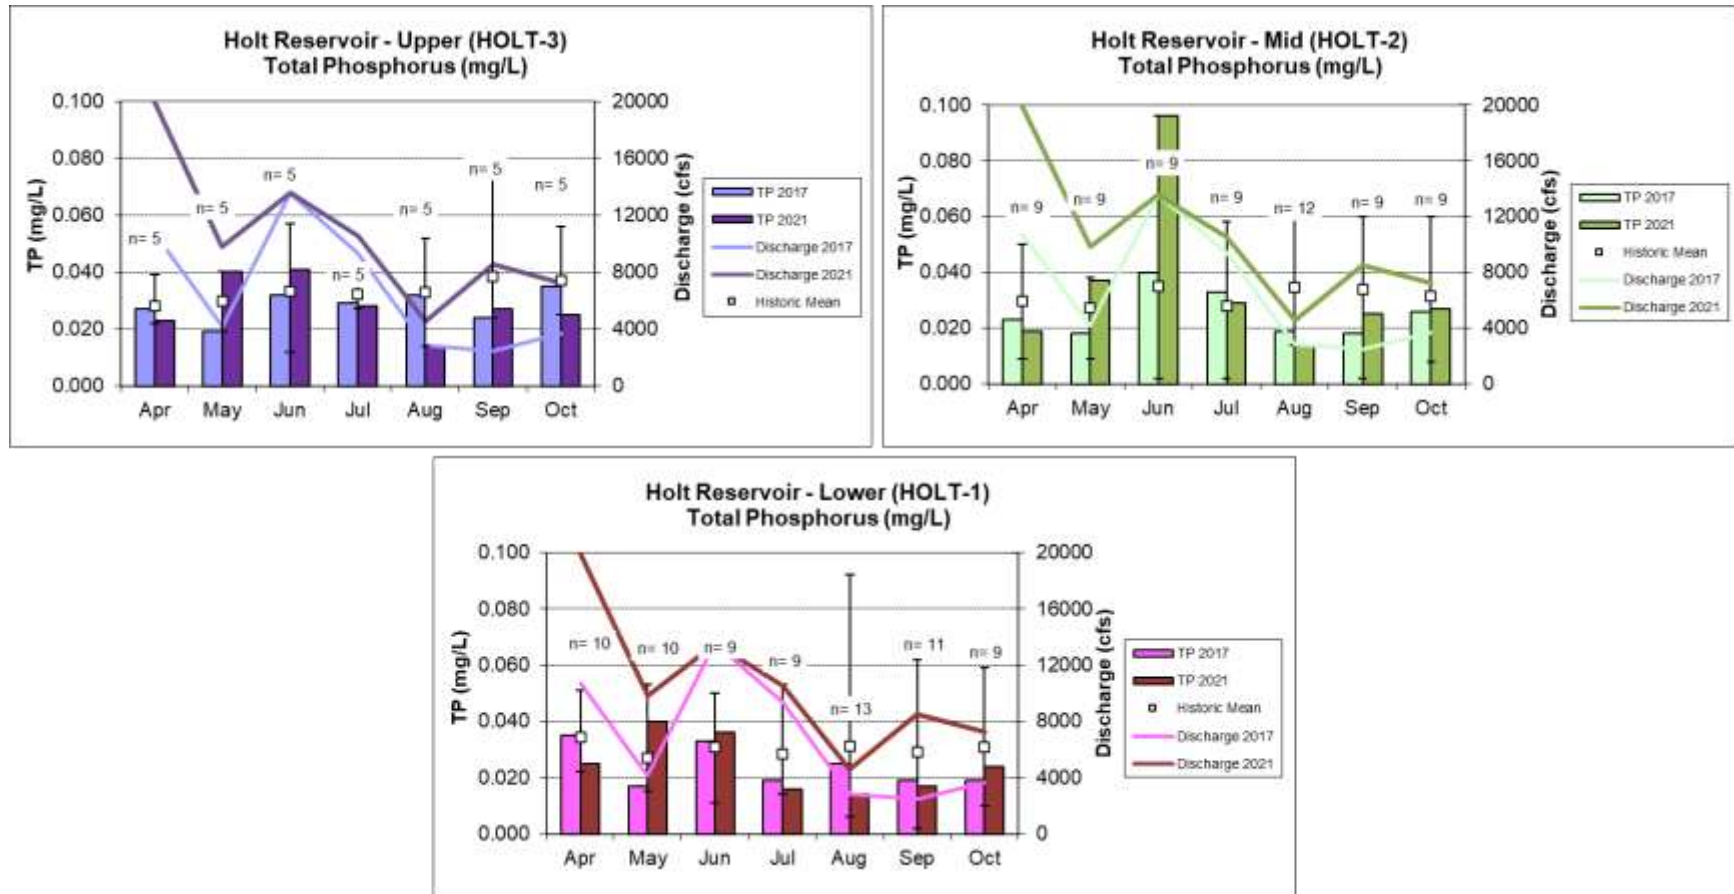 Holt Reservoir - Upper (HOLT-3)
Total Phosphorus (mg/L)
TP (mg/L)
0.100
0.080
0.060
0.040
0.020
0.000
n= 5
n= 5
n= 5
n= 5
n= 5
n= 5
n= 5
20000
16000
12000
8000
4000
0
Discharge (cfs)
Apr May Jun Jul Aug Sep Oct
TP 2017
TP 2021
Discharge 2017
Discharge 2021
Historic Mean
Holt Reservoir - Mid (HOLT-2)
Total Phosphorus (mg/L)
TP (mg/L)
0.100
0.080
0.060
0.040
0.020
0.000
n= 9
n= 9
n= 9
n= 9
n= 12
n= 9
n= 9
20000
16000
12000
8000
4000
0
Discharge (cfs)
Apr May Jun Jul Aug Sep Oct
TP 2017
TP 2021
Historic Mean
Discharge 2017
Discharge 2021
Holt Reservoir - Lower (HOLT-1)
Total Phosphorus (mg/L)
TP (mg/L)
0.100
0.080
0.060
0.040
0.020
0.000
n= 10
n= 10
n= 9
n= 9
n= 13
n= 11
n= 9
20000
16000
12000
8000
4000
0
Discharge (cfs)
Apr May Jun Jul Aug Sep Oct
TP 2017
TP 2021
Historic Mean
Discharge 2017
Discharge 2021